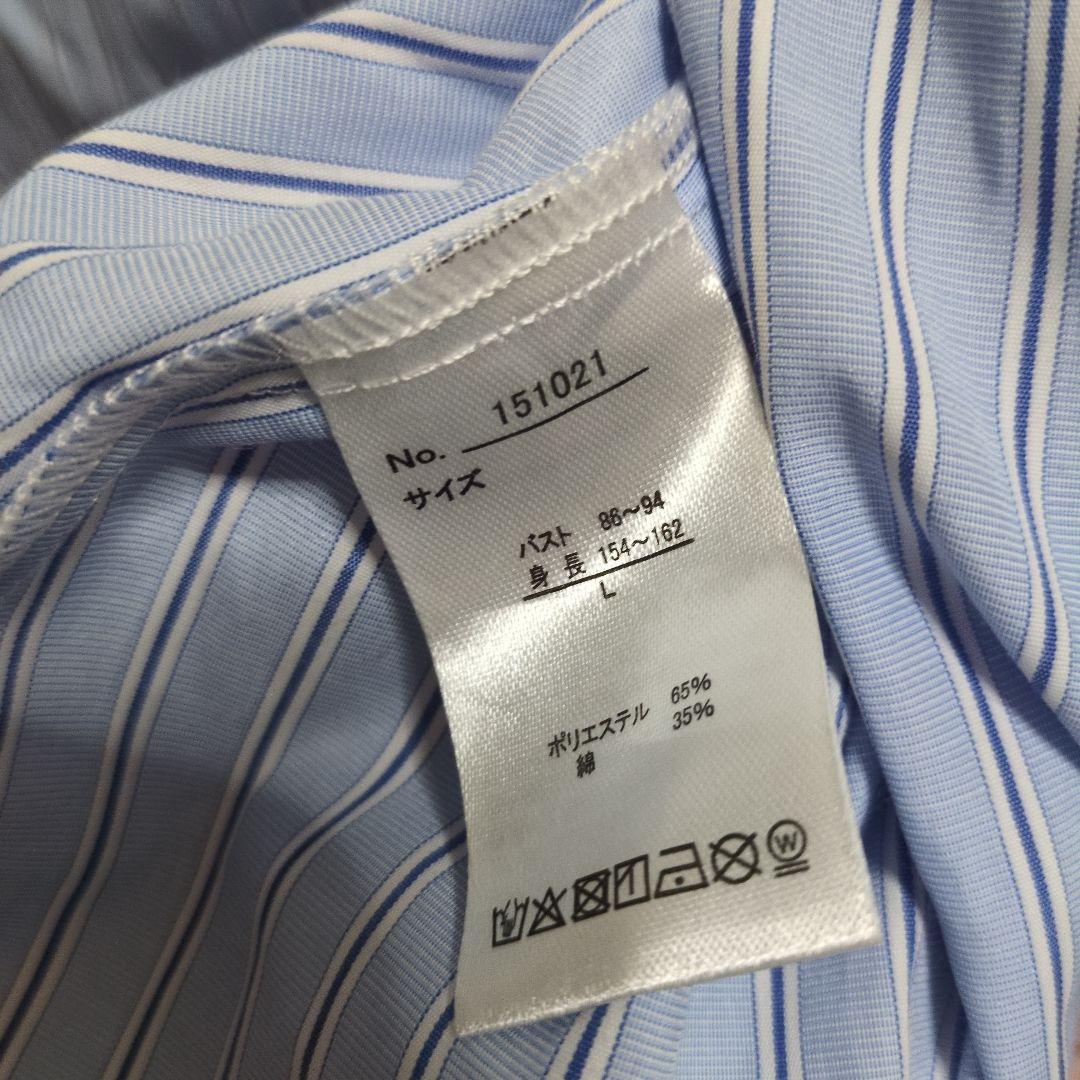 No. 151021
サイズ
バスト 86～94
身長 154～162
L
ポリエステル 65%
綿 35%
W